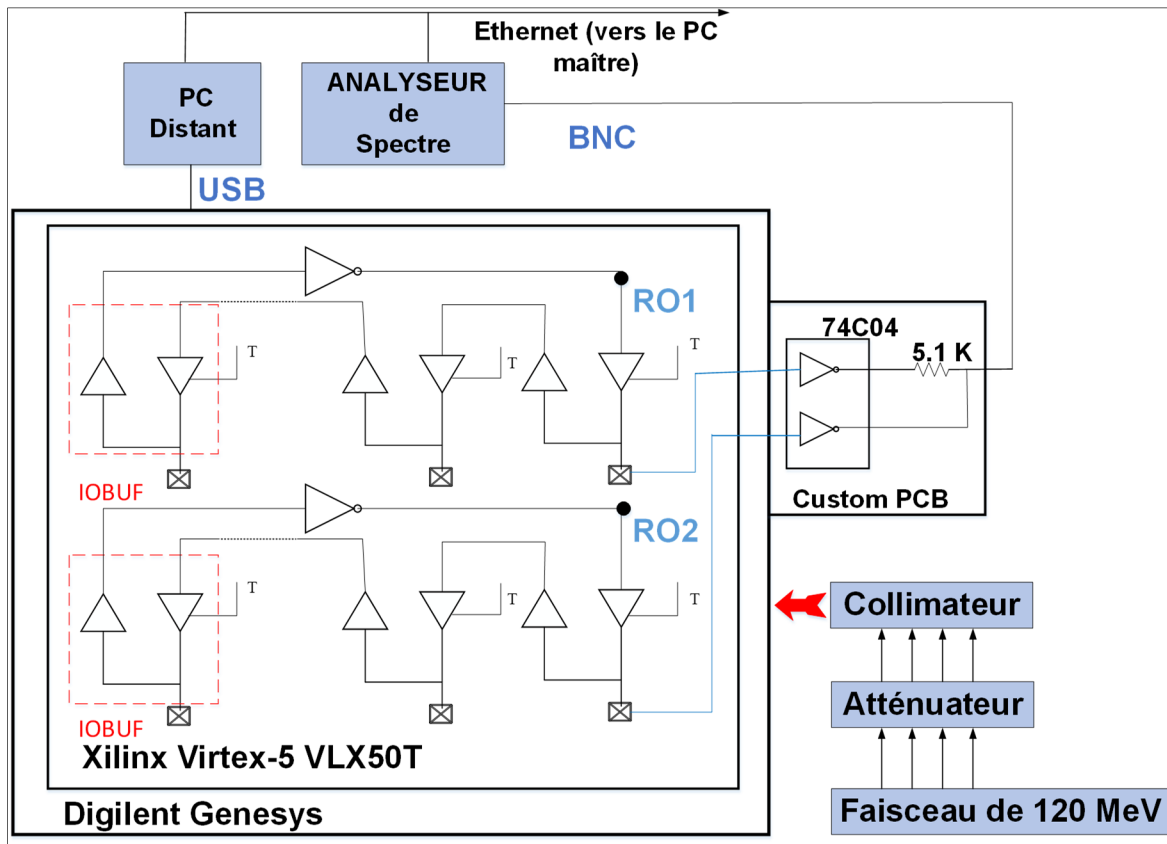 Ethernet (vers le PC
maître)
PC
Distant
ANALYSEUR
de
Spectre
BNC
USB
RO1
T
T
T
IOBUF
74C04
5.1 K
Custom PCB
RO2
T
T
T
IOBUF
Xilinx Virtex-5 VLX50T
Digilent Genesys
Collimateur
Atténuateur
Faisceau de 120 MeV